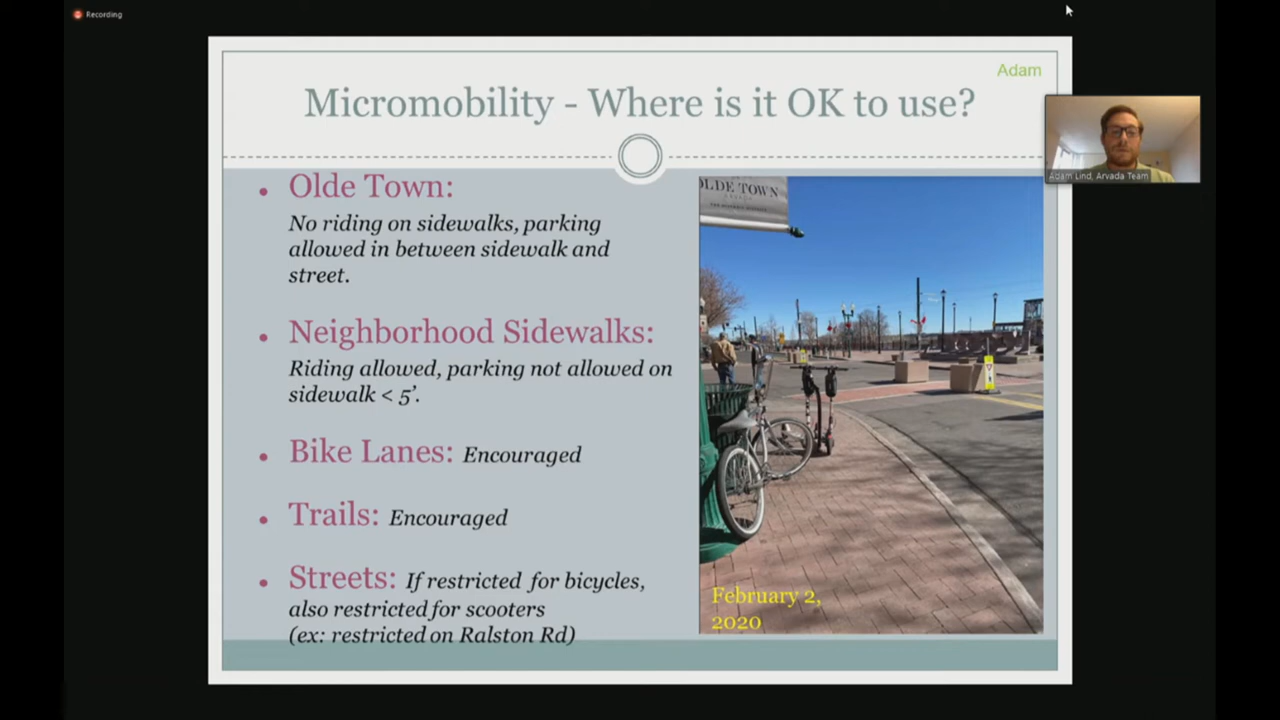 Recording
Adam
Micromobility - Where is it OK to use?
Adam Lind, Arvada Team
• Olde Town:
No riding on sidewalks, parking
allowed in between sidewalk and
street.
• Neighborhood Sidewalks:
Riding allowed, parking not allowed on
sidewalk < 5’.
• Bike Lanes: Encouraged
• Trails: Encouraged
• Streets: If restricted for bicycles,
also restricted for scooters
(ex: restricted on Ralston Rd)
OLDE TOWN
February 2,
2020